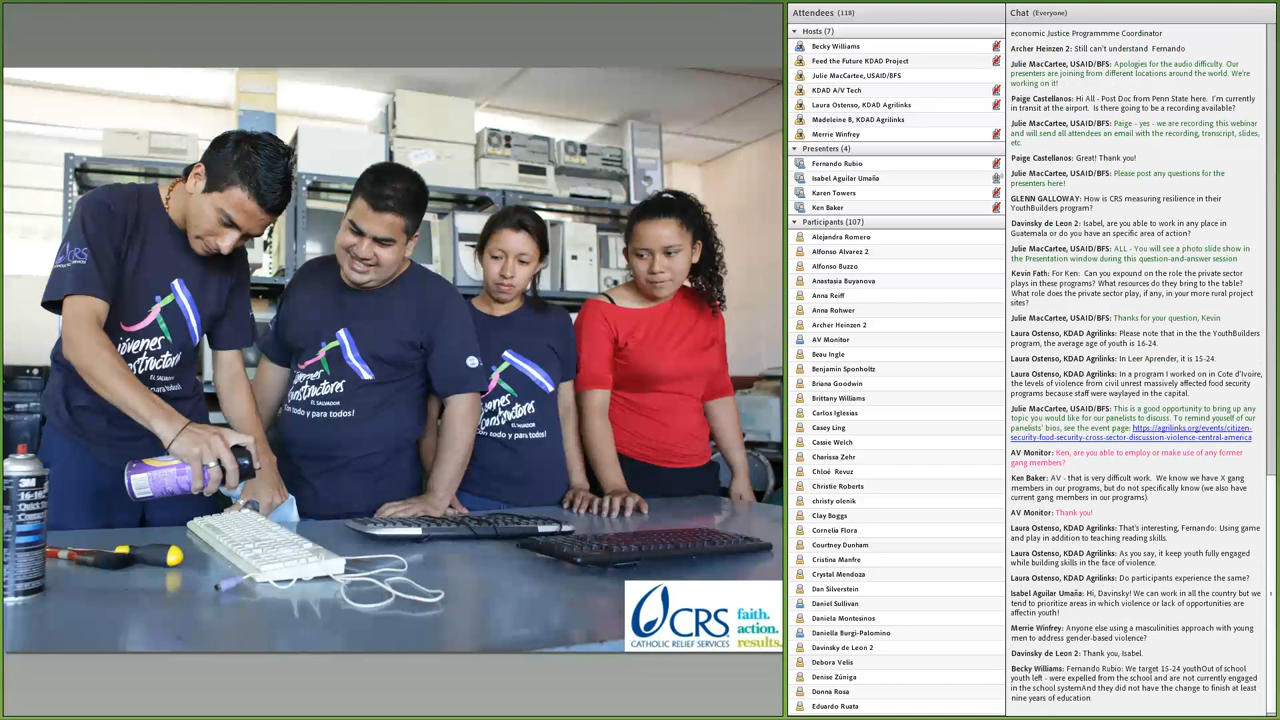 CATHOLIC RELIEF SERVICES
jóvenes
constructores
EL SALVADOR
¡con todo y para todos!
jóvenes
constructores
EL SALVADOR
¡con todo y para todos!
constructores
EL SALVADOR
todo y para todos!
3M
CRS
CATHOLIC RELIEF SERVICES
faith.
action.
results.
Attendees (118)
Hosts (7)
Becky Williams
Feed the Future KDAD Project
Julie MacCartee, USAID/BFS
KDAD A/V Tech
Laura Ostenso, KDAD Agrilinks
Madeleine B, KDAD Agrilinks
Merrie Winfrey
Presenters (4)
Fernando Rubio
Isabel Aguilar Umaña
Karen Towers
Ken Baker
Participants (107)
Alejandra Romero
Alfonso Alvarez 2
Alfonso Buzzo
Anastasia Buyanova
Anna Reiff
Anna Rohwer
Archer Heinzen 2
AV Monitor
Beau Ingle
Benjamin Sponholtz
Briana Goodwin
Brittany Williams
Carlos Iglesias
Casey Ling
Cassie Welch
Charissa Zehr
Chloé Revuz
Christie Roberts
christy olenik
Clay Boggs
Cornelia Flora
Courtney Dunham
Cristina Manfre
Crystal Mendoza
Dan Silverstein
Daniel Sullivan
Daniela Montesinos
Daniella Burgi-Palomino
Davinsky de Leon 2
Debora Velis
Denise Zúniga
Donna Rosa
Eduardo Ruata
Chat (Everyone)
economic Justice Programmme Coordinator
Archer Heinzen 2: Still can't understand Fernando
Julie MacCartee, USAID/BFS: Apologies for the audio difficulty. Our
presenters are joining from different locations around the world. We're
working on it!
Paige Castellanos: Hi All - Post Doc from Penn State here. I'm currently
in transit at the airport. Is there going to be a recording available?
Julie MacCartee, USAID/BFS: Paige - yes - we are recording this webinar
and will send all attendees an email with the recording, transcript, slides,
etc.
Paige Castellanos: Great! Thank you!
Julie MacCartee, USAID/BFS: Please post any questions for the
presenters here!
GLENN GALLOWAY: How is CRS measuring resilience in their
YouthBuilders program?
Davinsky de Leon 2: Isabel, are you able to work in any place in
Guatemala or do you have an specific area of action?
Julie MacCartee, USAID/BFS: ALL - You will see a photo slide show in
the Presentation window during this question-and-answer session
Kevin Fath: For Ken: Can you expound on the role the private sector
plays in these programs? What resources do they bring to the table?
What role does the private sector play, if any, in your more rural project
sites?
Julie MacCartee, USAID/BFS: Thanks for your question, Kevin
Laura Ostenso, KDAD Agrilinks: Please note that in the the YouthBuilders
program, the average age of youth is 16-24.
Laura Ostenso, KDAD Agrilinks: In Leer Aprender, it is 15-24.
Laura Ostenso, KDAD Agrilinks: In a program I worked on in Cote d'Ivoire,
the levels of violence from civil unrest massively affected food security
programs because staff were waylayed in the capital.
Julie MacCartee, USAID/BFS: This is a good opportunity to bring up any
topic you would like for our panelists to discuss. To remind youself of our
panelists' bios, see the event page: https://agrilinks.org/events/citizen-
security-food-security-cross-sector-discussion-violence-central-america
AV Monitor: Ken, are you able to employ or make use of any former
gang members?
Ken Baker: AV - that is very difficult work. We know we have X gang
members in our programs, but do not specifically know (we also have
current gang members in our programs).
AV Monitor: Thank you!
Laura Ostenso, KDAD Agrilinks: That's interesting, Fernando: Using game
and play in addition to teaching reading skills.
Laura Ostenso, KDAD Agrilinks: As you say, it keep youth fully engaged
while building skills in the face of violence.
Laura Ostenso, KDAD Agrilinks: Do participants experience the same?
Isabel Aguilar Umaña: Hi, Davinsky! We can work in all the country but we
tend to prioritize areas in which violence or lack of opportunities are
affectin youth!
Merrie Winfrey: Anyone else using a masculinities approach with young
men to address gender-based violence?
Davinsky de Leon 2: Thank you, Isabel.
Becky Williams: Fernando Rubio: We target 15-24 youthOut of school
youth left - were expelled from the school and are not currently engaged
in the school systemAnd they did not have the change to finish at least
nine years of education